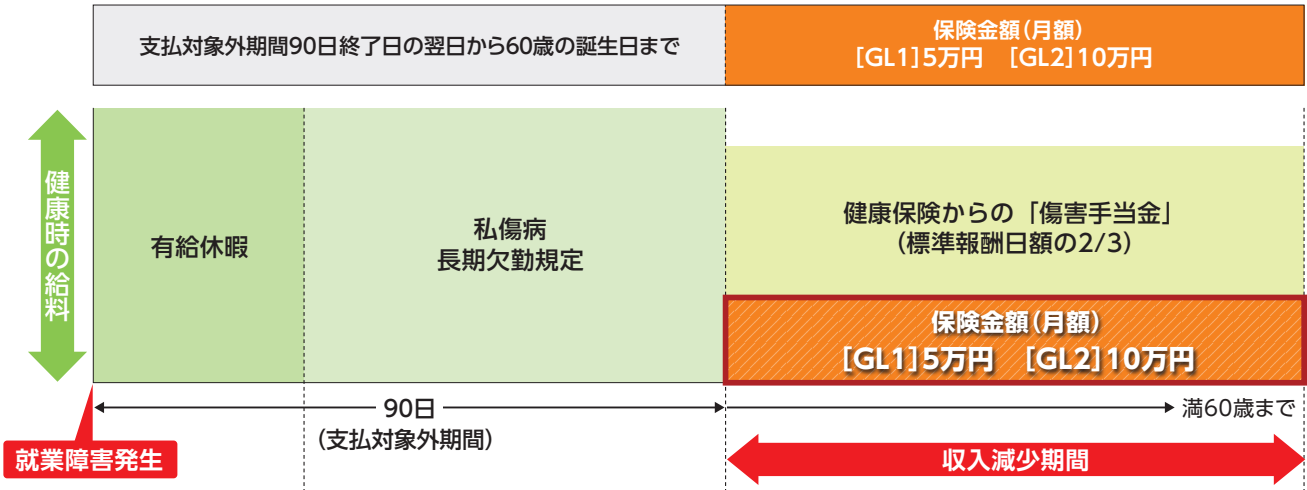 支払対象外期間90日終了日の翌日から60歳の誕生日まで
保険金額(月額)
[GL1]5万円 [GL2]10万円
健康時の給料
有給休暇
私傷病
長期欠勤規定
健康保険からの「傷害手当金」
(標準報酬日額の2/3)
保険金額(月額)
[GL1]5万円 [GL2]10万円
90日
(支払対象外期間)
満60歳まで
就業障害発生
収入減少期間